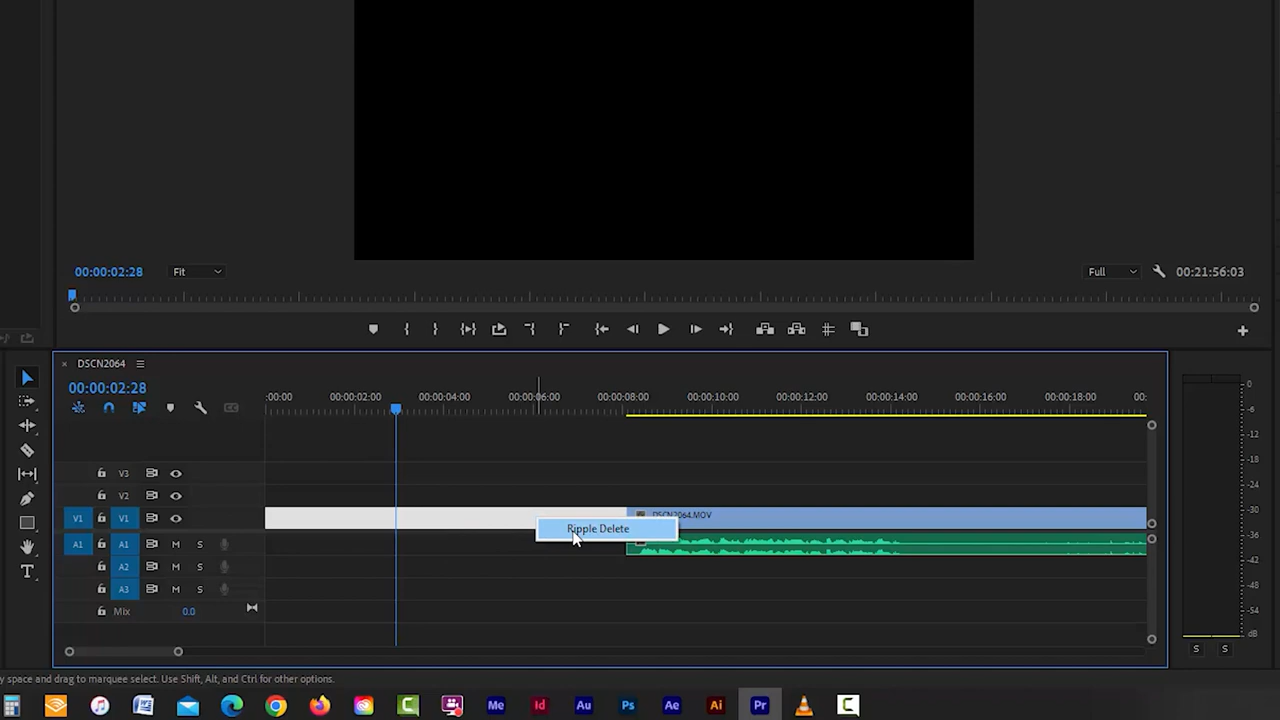 00:00:02:28
Fit
Full
00:21:56:03
× DSCN2064
00:00:02:28
:00:00 00:00:02:00 00:00:04:00 00:00:06:00 00:00:08:00 00:00:10:00 00:00:12:00 00:00:14:00 00:00:16:00 00:00:18:00 00:
V3
V2
V1 V1
DSCN2064.MOV
Ripple Delete
A1 A1 M S
A2 M S
A3 M S
Mix 0.0
0
-6
-12
-18
-24
-30
-36
-42
-48
-54
dB
S S
y space and drag to marquee select. Use Shift, Alt, and Ctrl for other options.
Me Id Au Ps Ae Ai Pr